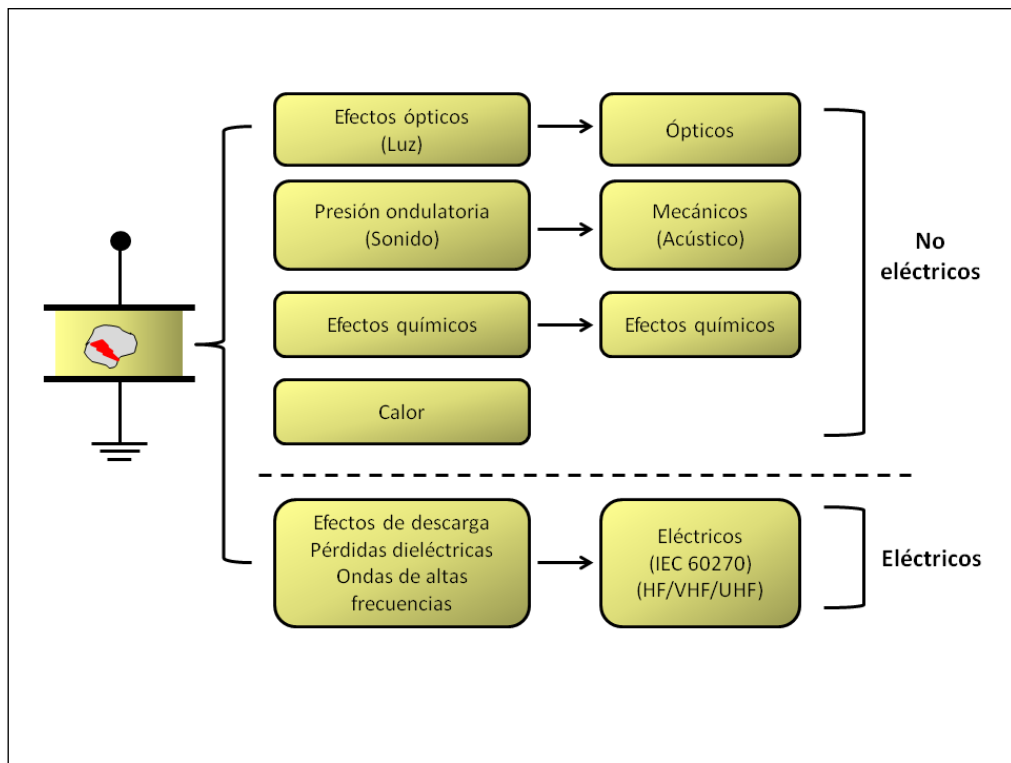 Efectos ópticos
(Luz)
Ópticos
Presión ondulatoria
(Sonido)
Mecánicos
(Acústico)
No
eléctricos
Efectos químicos
Efectos químicos
Calor
Efectos de descarga
Pérdidas dieléctricas
Ondas de altas
frecuencias
Eléctricos
(IEC 60270)
(HF/VHF/UHF)
Eléctricos